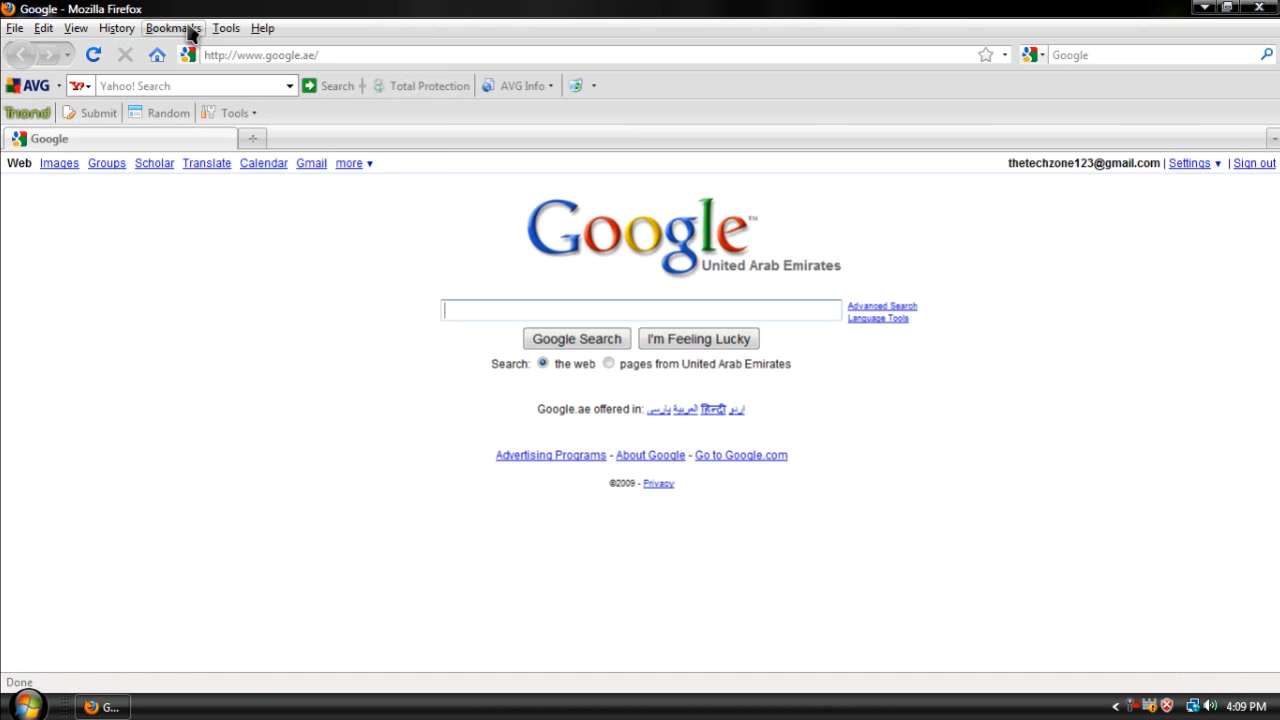 Google - Mozilla Firefox
File Edit View History Bookmarks Tools Help
http://www.google.ae/ Google
AVG Yahoo! Search Search Total Protection AVG Info
Submit Random Tools
Google
Web Images Groups Scholar Translate Calendar Gmail more thetechzone123@gmail.com | Settings | Sign out
Google™
United Arab Emirates
Advanced Search
Language Tools
Google Search I'm Feeling Lucky
Search: the web pages from United Arab Emirates
Google.ae offered in: پارسی العربية हिन्दी اردو
Advertising Programs - About Google - Go to Google.com
©2009 - Privacy
Done
G... 4:09 PM